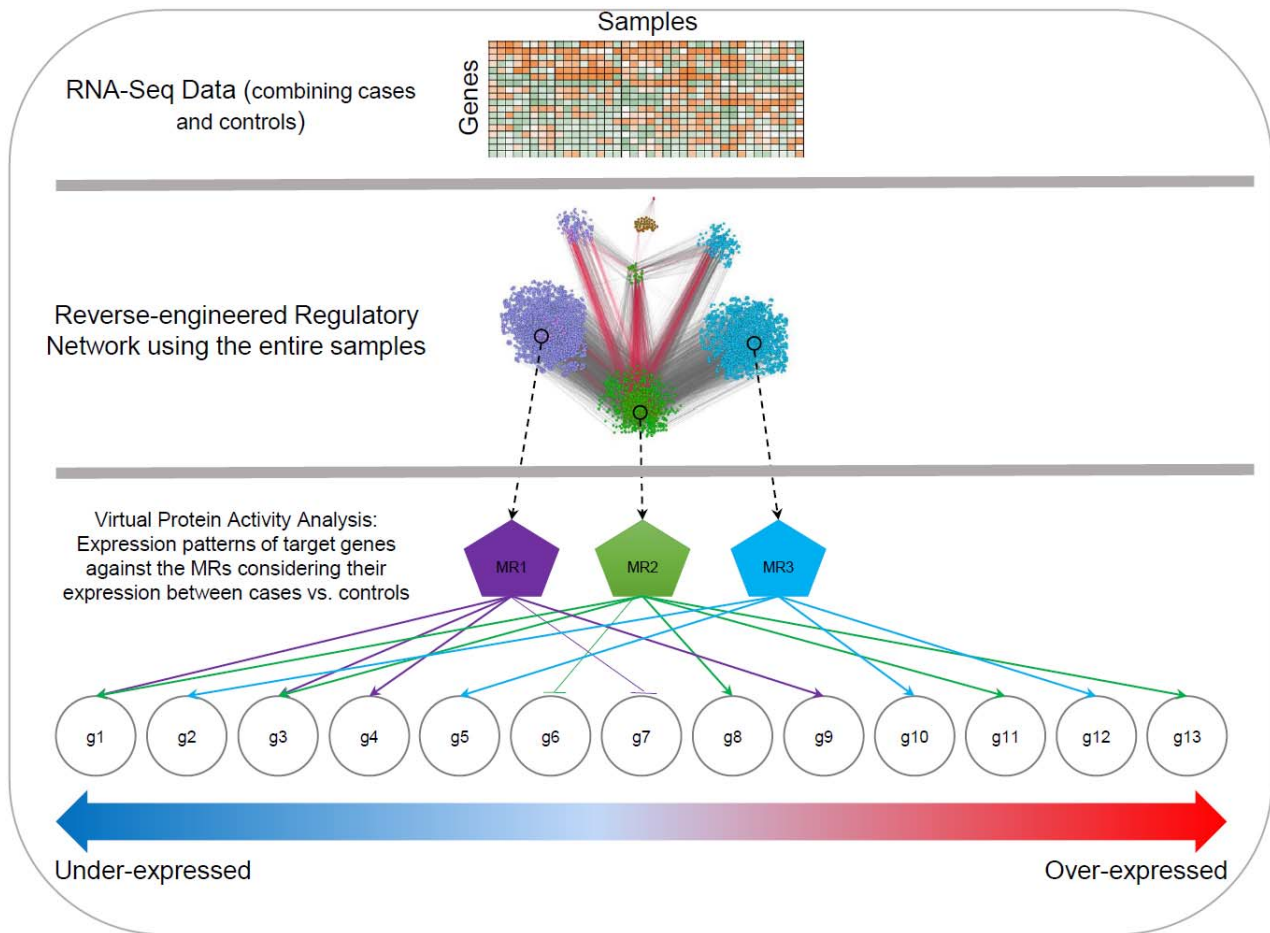 Samples
Genes
RNA-Seq Data (combining cases
and controls)
Reverse-engineered Regulatory
Network using the entire samples
Virtual Protein Activity Analysis:
Expression patterns of target genes
against the MRs considering their
expression between cases vs. controls
MR1
MR2
MR3
g1
g2
g3
g4
g5
g6
g7
g8
g9
g10
g11
g12
g13
Under-expressed
Over-expressed